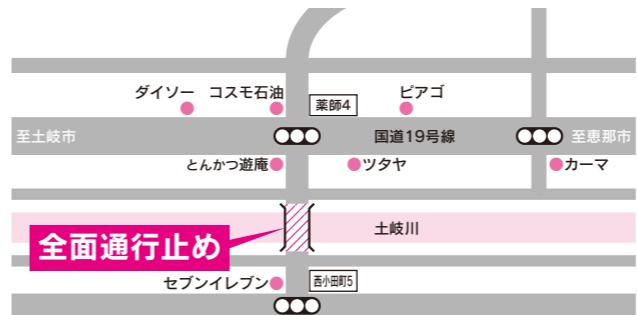 ダイソー コスモ石油 薬師4 ピアゴ
至土岐市 国道19号線 至恵那市
とんかつ遊庵 ツタヤ カーマ
土岐川
全面通行止め
セブンイレブン 西小田町5